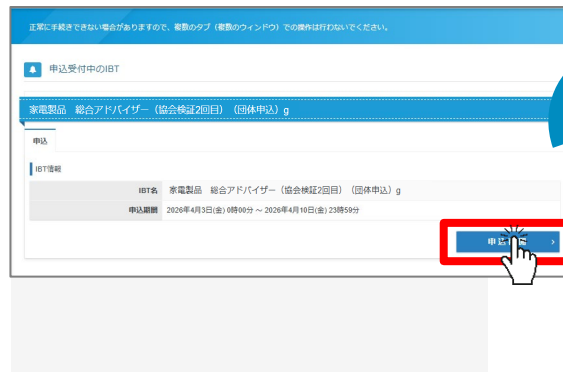 正常に手続きできない場合がありますので、複数のタブ（複数のウィンドウ）での操作は行わないでください。
申込受付中のIBT
家電製品　総合アドバイザー（協会検証2回目）（団体申込）g
申込
IBT情報
IBT名　家電製品　総合アドバイザー（協会検証2回目）（団体申込）g
申込期間　2026年4月3日(金) 0時00分 ～ 2026年4月10日(金) 23時59分
申込